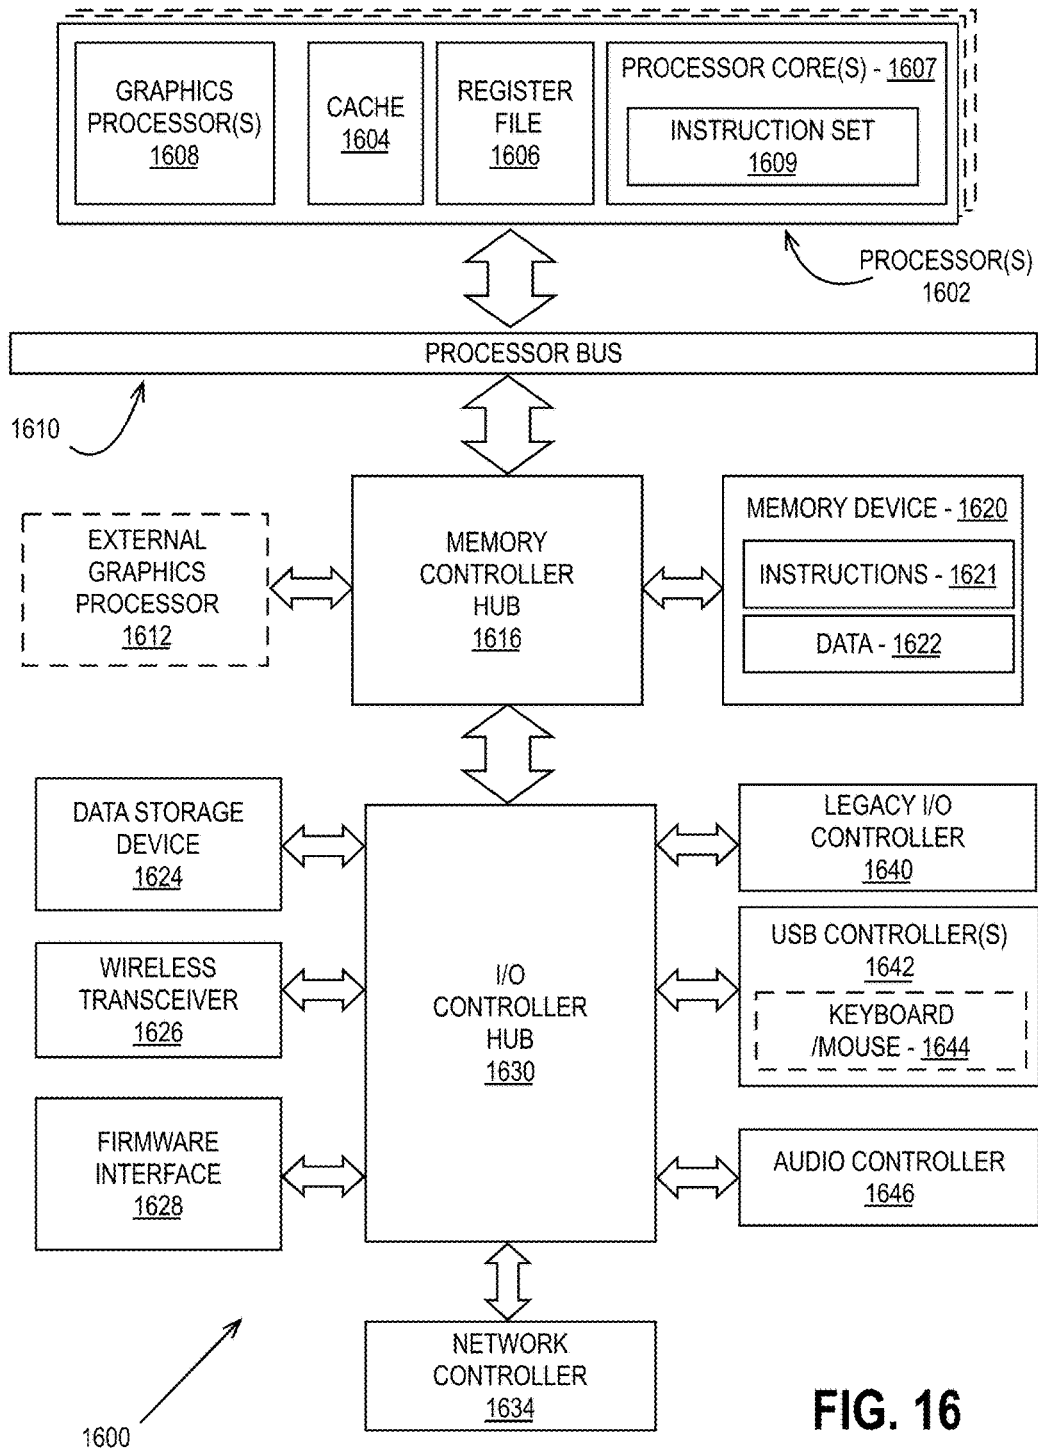 GRAPHICS
PROCESSOR(S)
1608
CACHE
1604
REGISTER
FILE
1606
PROCESSOR CORE(S) - 1607
INSTRUCTION SET
1609
PROCESSOR(S)
1602
PROCESSOR BUS
1610
EXTERNAL
GRAPHICS
PROCESSOR
1612
MEMORY
CONTROLLER
HUB
1616
MEMORY DEVICE - 1620
INSTRUCTIONS - 1621
DATA - 1622
DATA STORAGE
DEVICE
1624
WIRELESS
TRANSCEIVER
1626
FIRMWARE
INTERFACE
1628
I/O
CONTROLLER
HUB
1630
LEGACY I/O
CONTROLLER
1640
USB CONTROLLER(S)
1642
KEYBOARD
/MOUSE - 1644
AUDIO CONTROLLER
1646
NETWORK
CONTROLLER
1634
1600
FIG. 16